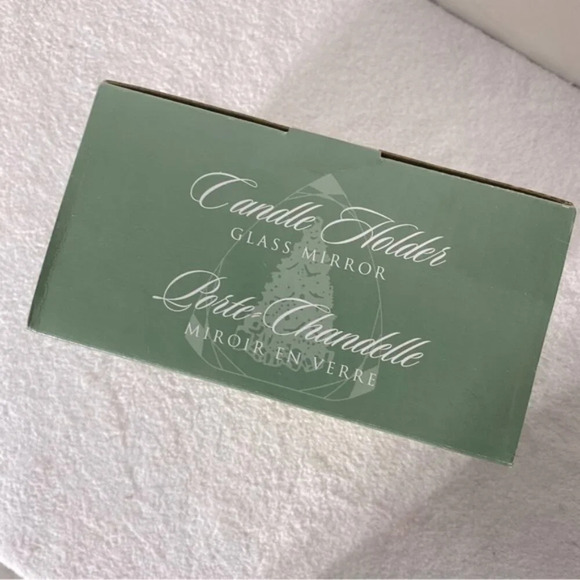 Candle Holder
GLASS MIRROR
Porte-Chandelle
MIROIR EN VERRE